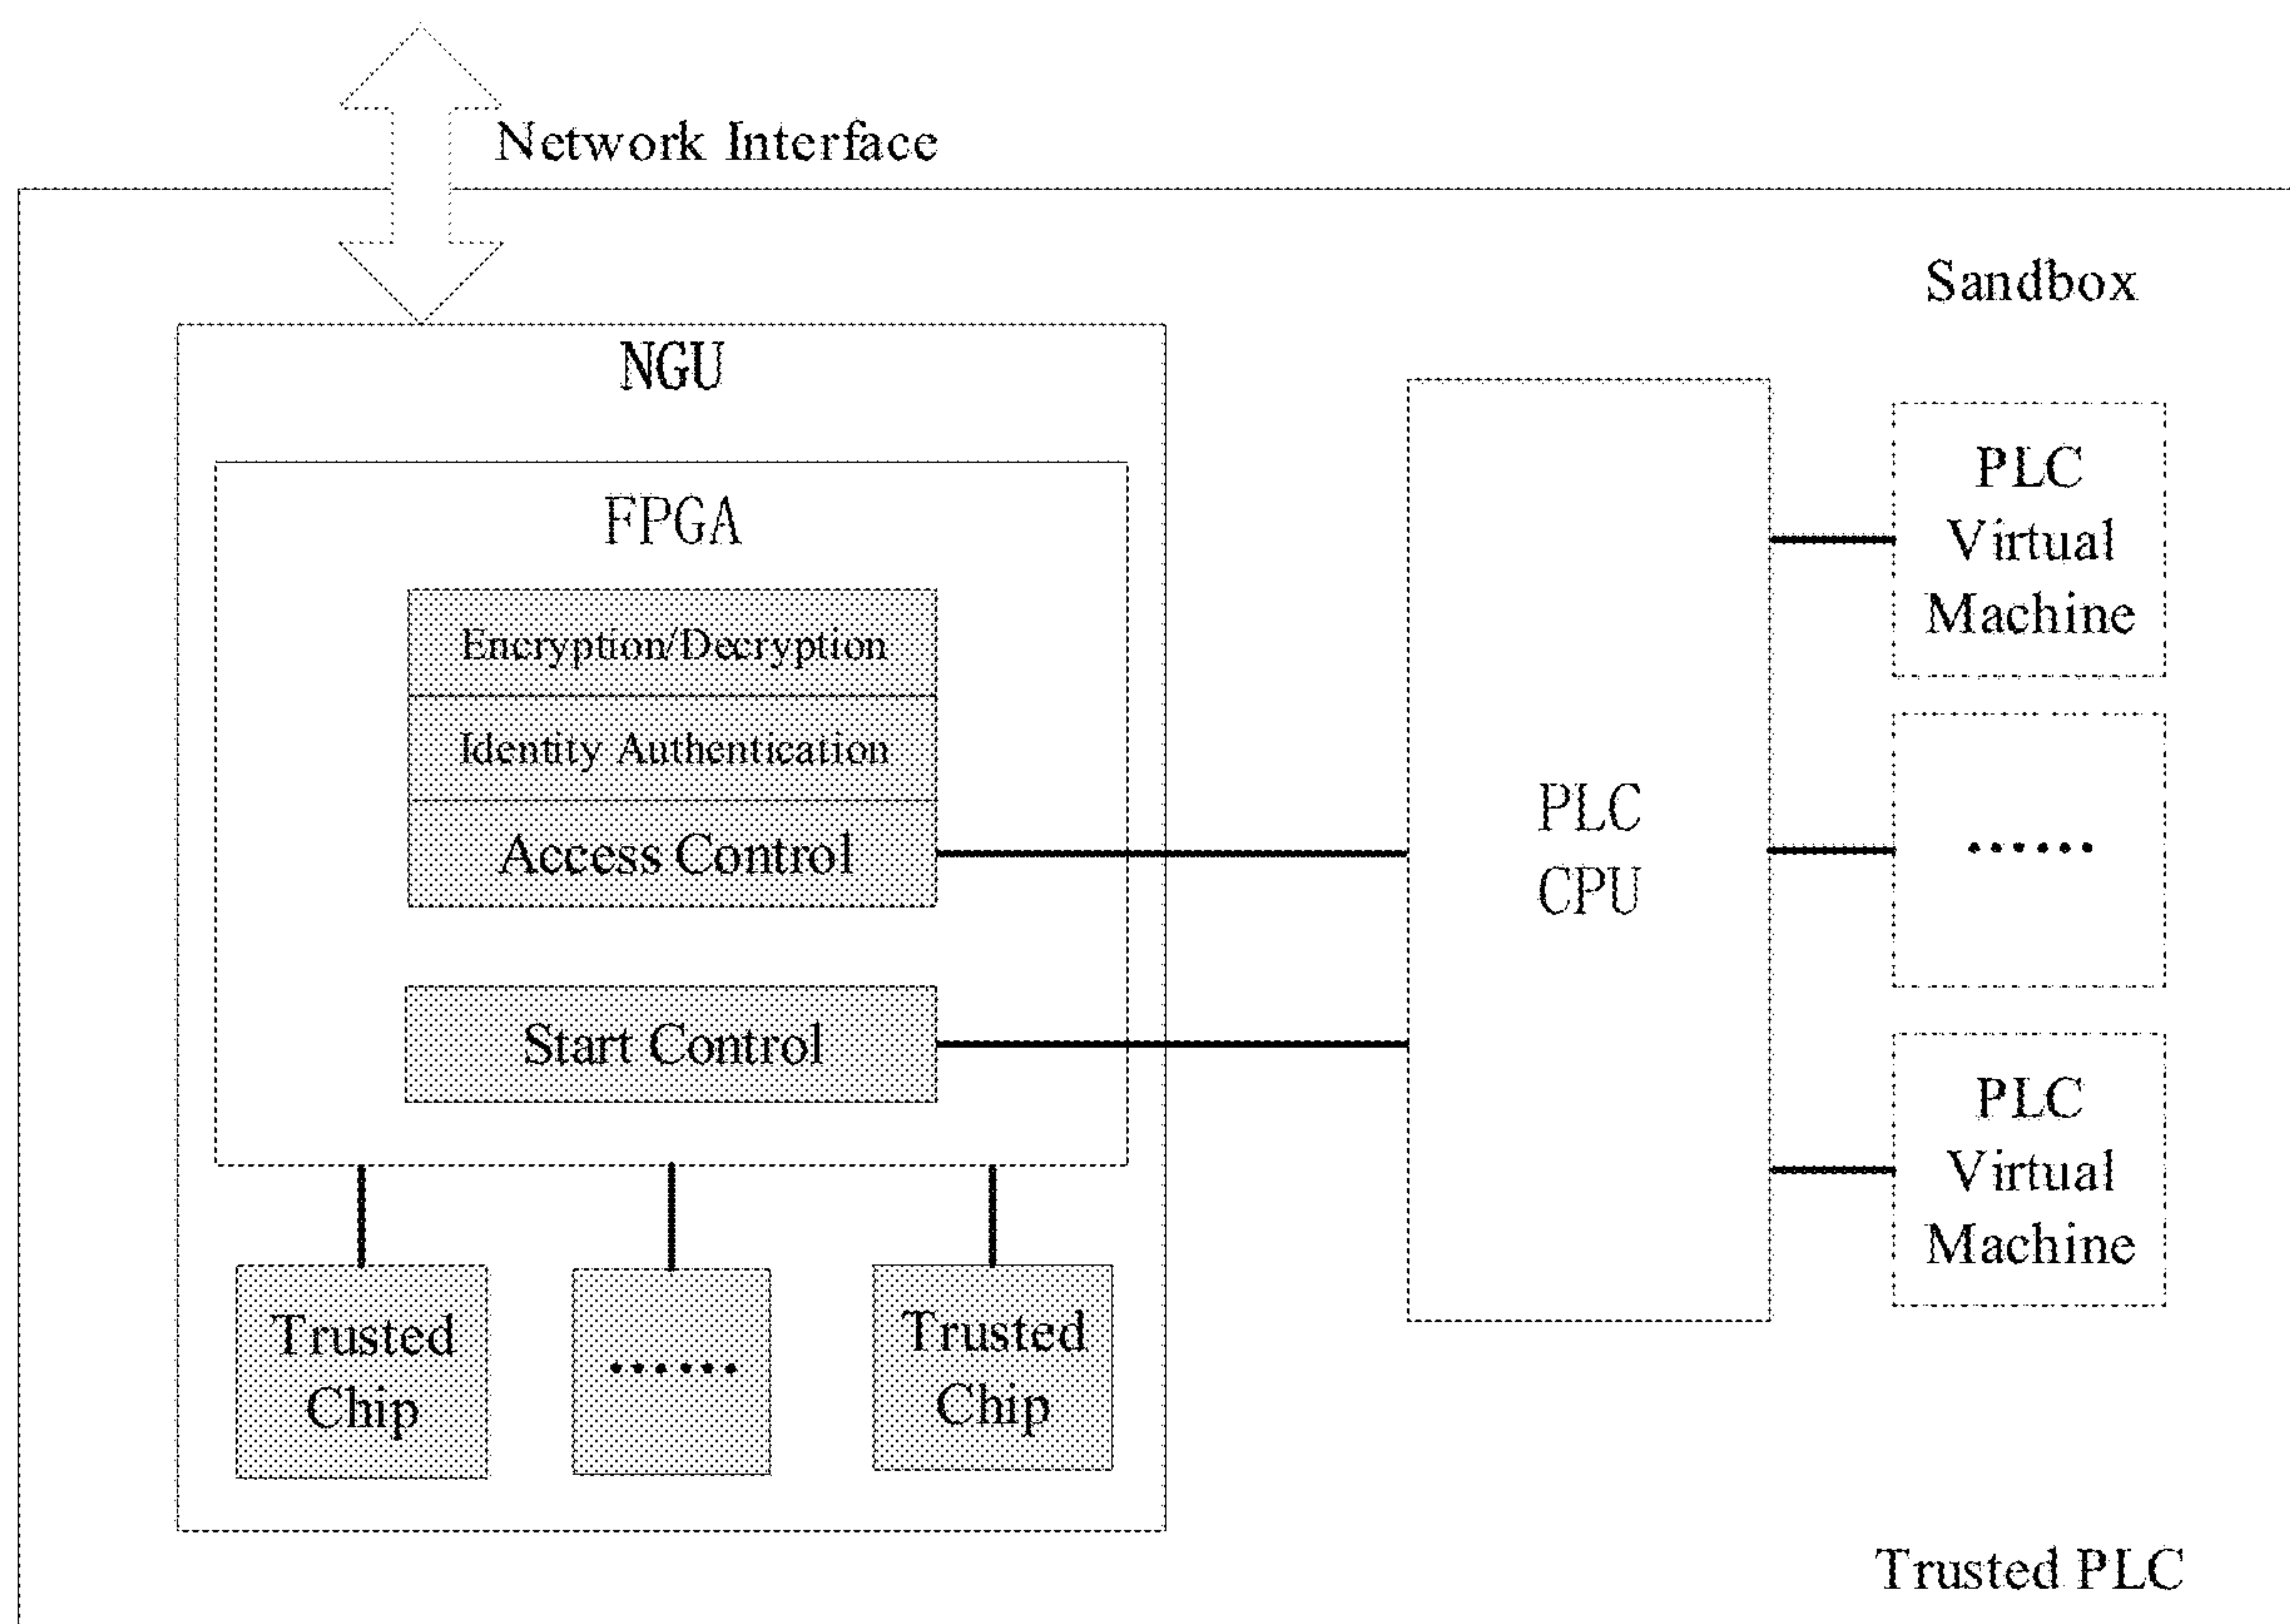 Network Interface
Sandbox
NGU
FPGA
Encryption/Decryption
Identity Authentication
Access Control
Start Control
Trusted
Chip
......
Trusted
Chip
PLC
CPU
PLC
Virtual
Machine
......
PLC
Virtual
Machine
Trusted PLC